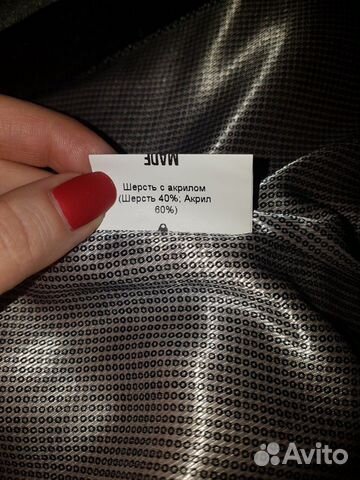 MADE
Шерсть с акрилом
(Шерсть 40%; Акрил
60%)
Avito